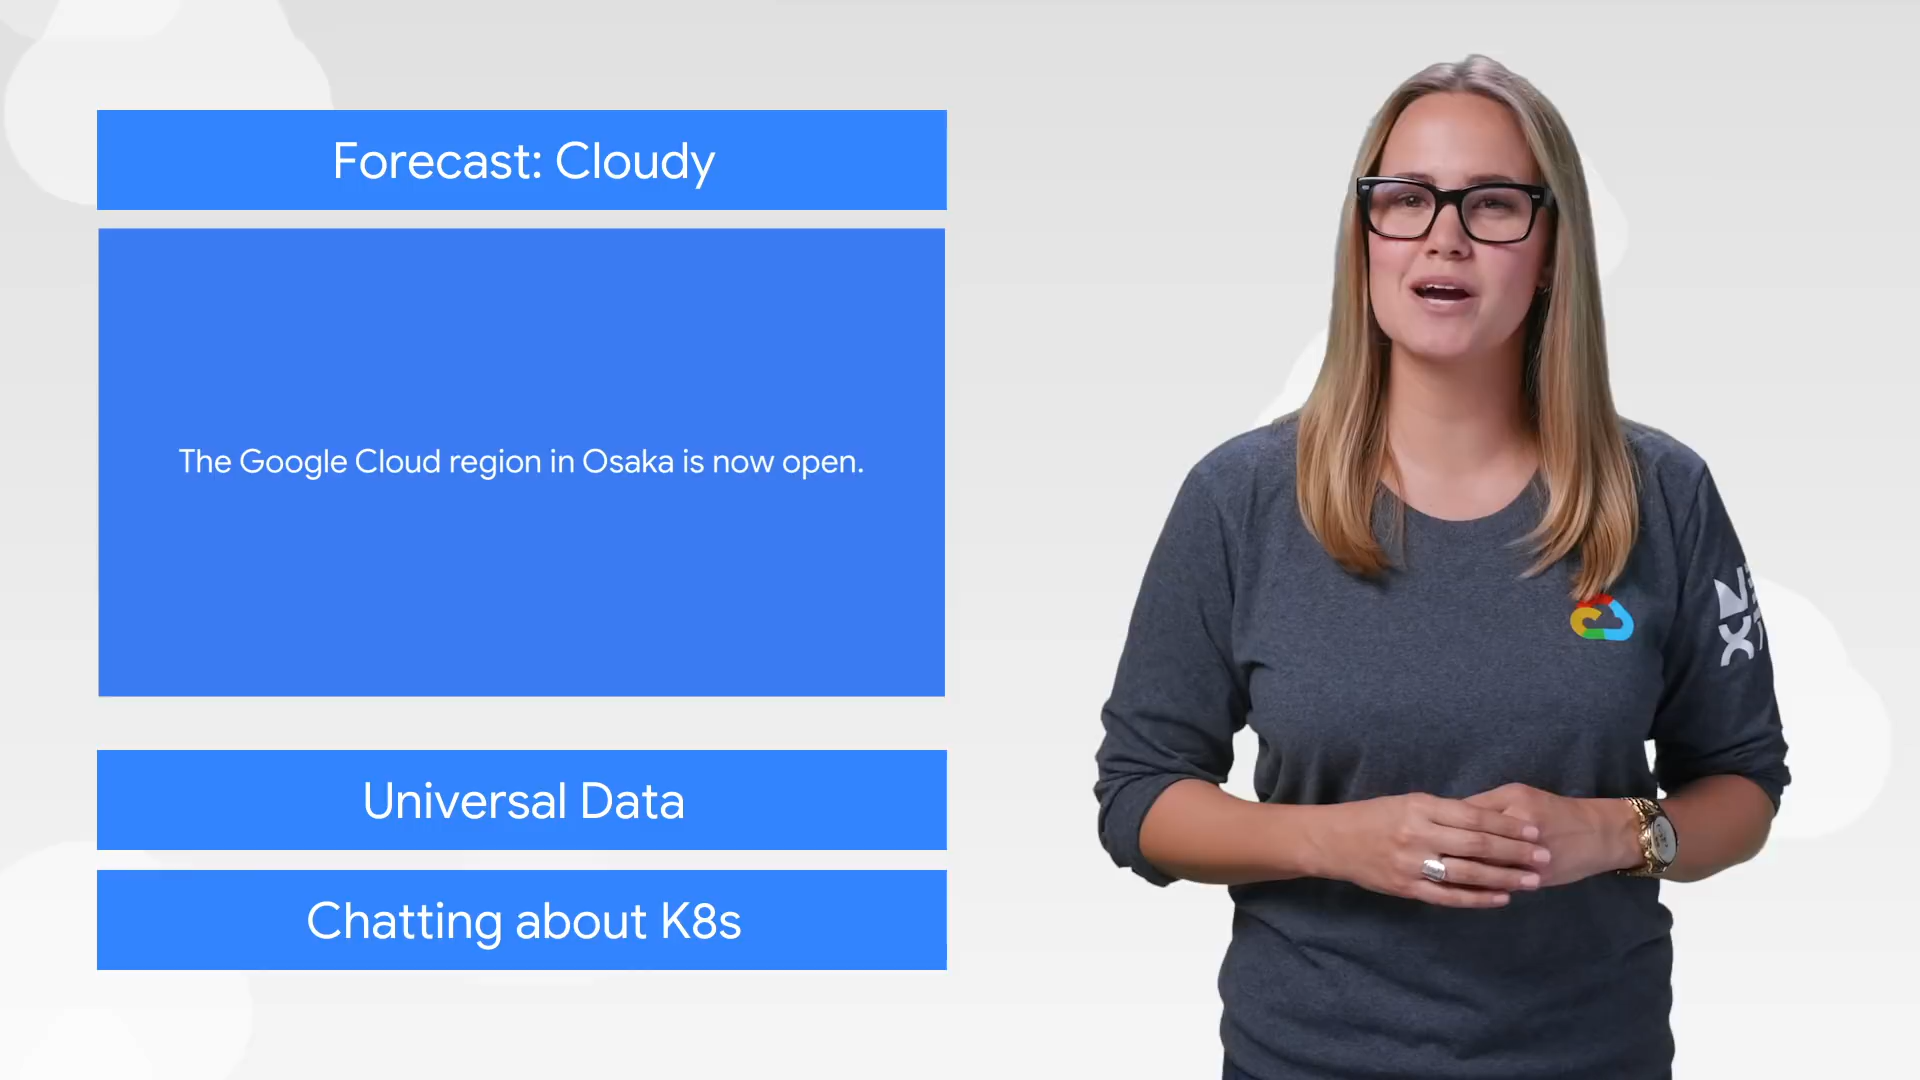 Forecast: Cloudy
The Google Cloud region in Osaka is now open.
Universal Data
Chatting about K8s